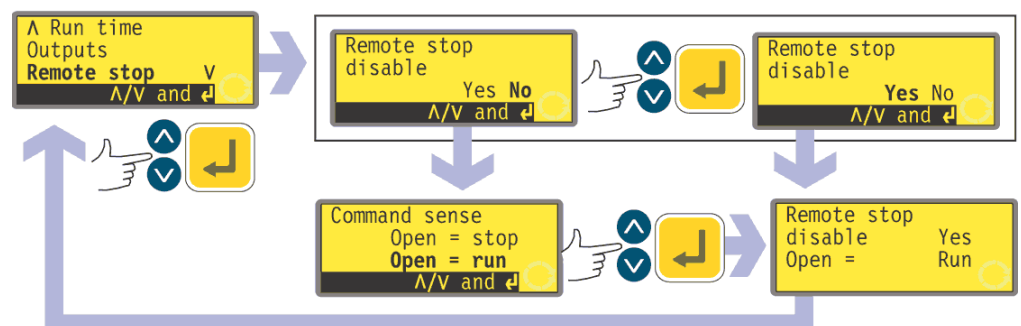 Λ Run time
Outputs
Remote stop V
Λ/V and ↵
Remote stop
disable
Yes No
Λ/V and ↵
Remote stop
disable
Yes No
Λ/V and ↵
Command sense
Open = stop
Open = run
Λ/V and ↵
Remote stop
disable Yes
Open = Run